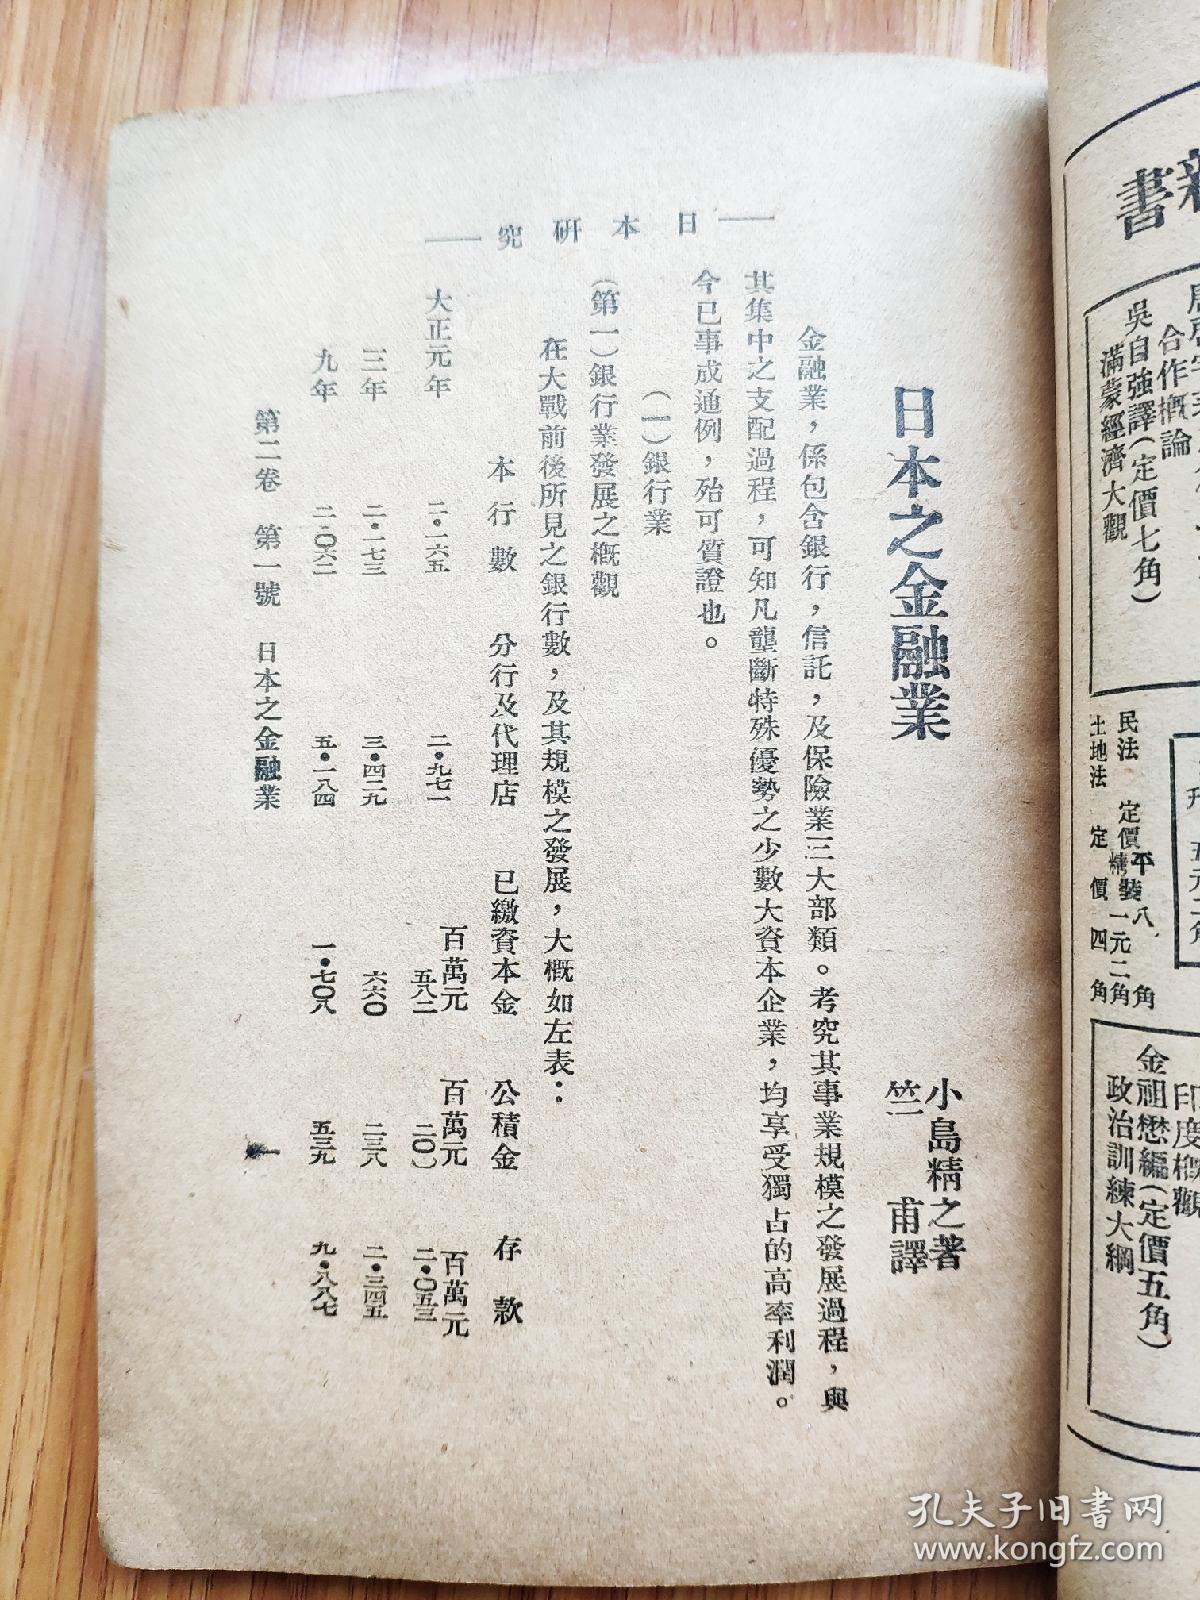 書
吳自強譯(定價七角)
合作槪論
滿蒙經濟大觀
民法　定價平裝八角
精裝一元二角
土地法　定價四角
金祖懋編(定價五角)
印度槪觀
政治訓練大綱
日本研究
日本之金融業
小島精之著
竺甫譯
金融業，係包含銀行，信託，及保險業三大部類。考究其事業規模之發展過程，與
其集中之支配過程，可知凡壟斷特殊優勢之少數大資本企業，均享受獨占的高率利潤。
今已事成通例，殆可質證也。
(一)銀行業
(第一)銀行業發展之槪觀
在大戰前後所見之銀行數，及其規模之發展，大槪如左表：
本行數　分行及代理店　已繳資本金　公積金　存款
百萬元　百萬元　百萬元
大正元年　二・一六五　二・九七一　五八二　二〇　二・〇五三
三年　二・一七三　三・四二九　六六〇　二三八　二・三四五
九年　二・〇六二　五・一八四　一・七〇八　五三九　九・八八七
第二卷　第一號　日本之金融業　一
孔夫子旧书网
www.kongfz.com